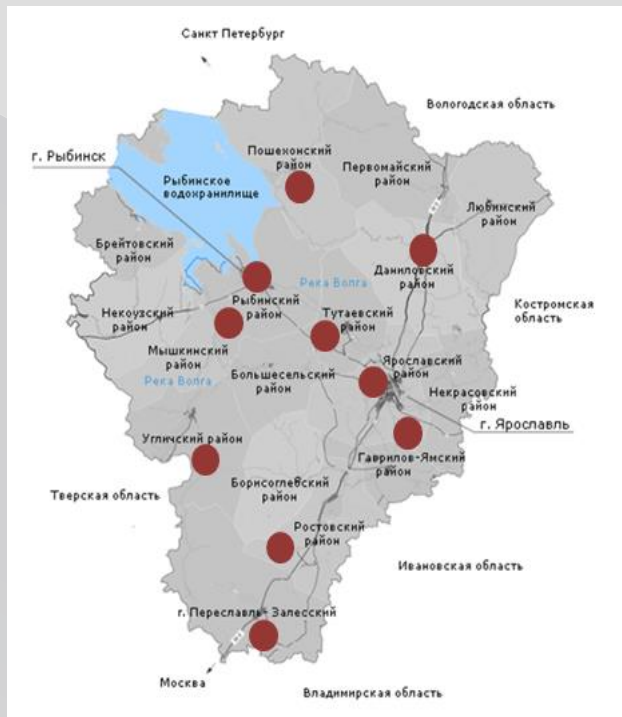 Санкт Петербург
Вологодская область
г. Рыбинск
Пошехонский
район
Первомайский
район
Рыбинское
водохранилище
Любимский
район
Брейтовский
район
Даниловский
район
Река Волга
Костромская
область
Рыбинский
район
Некоузский
район
Тутаевский
район
Мышкинский
район
Ярославский
район
Большесельский
район
Река Волга
Некрасовский
район
г. Ярославль
Угличский район
Гаврилов-Ямский
район
Борисоглебский
район
Тверская область
Ростовский
район
Ивановская область
г. Переславль- Залесский
Москва
Владимирская область